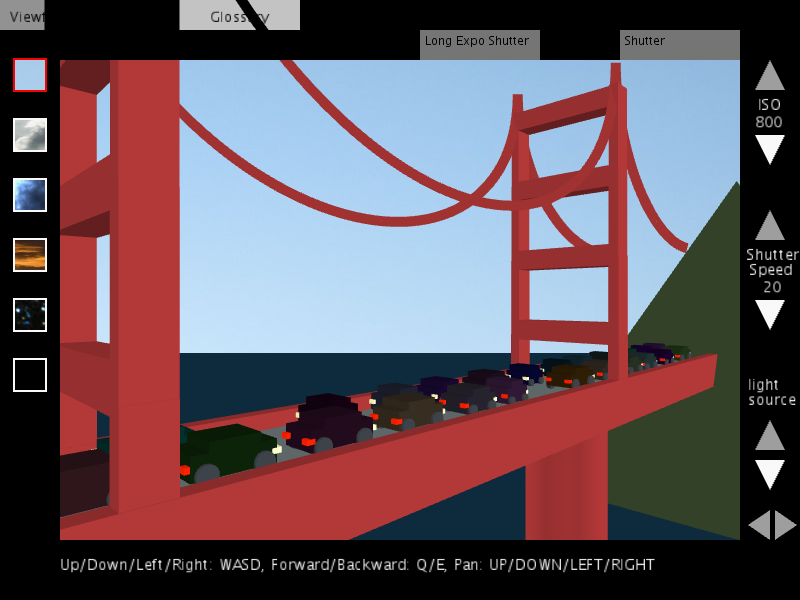 Glossary
Long Expo Shutter
Shutter
ISO
800
Shutter
Speed
20
light
source
Up/Down/Left/Right: WASD, Forward/Backward: Q/E, Pan: UP/DOWN/LEFT/RIGHT